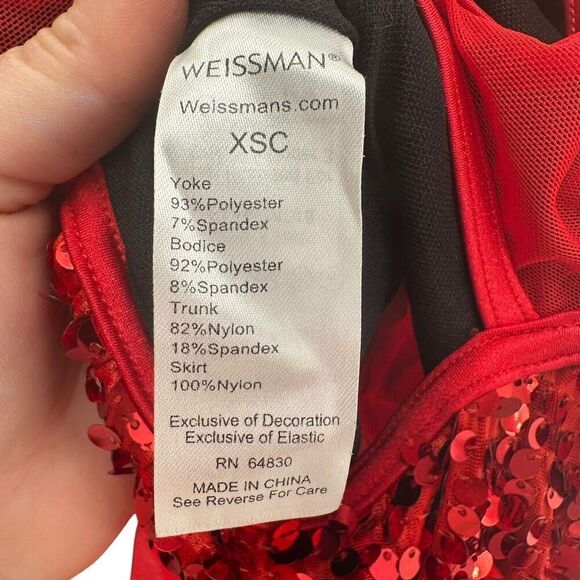 WEISSMAN®
Weissmans.com
XSC
Yoke
93%Polyester
7%Spandex
Bodice
92%Polyester
8%Spandex
Trunk
82%Nylon
18%Spandex
Skirt
100%Nylon
Exclusive of Decoration
Exclusive of Elastic
RN 64830
MADE IN CHINA
See Reverse For Care